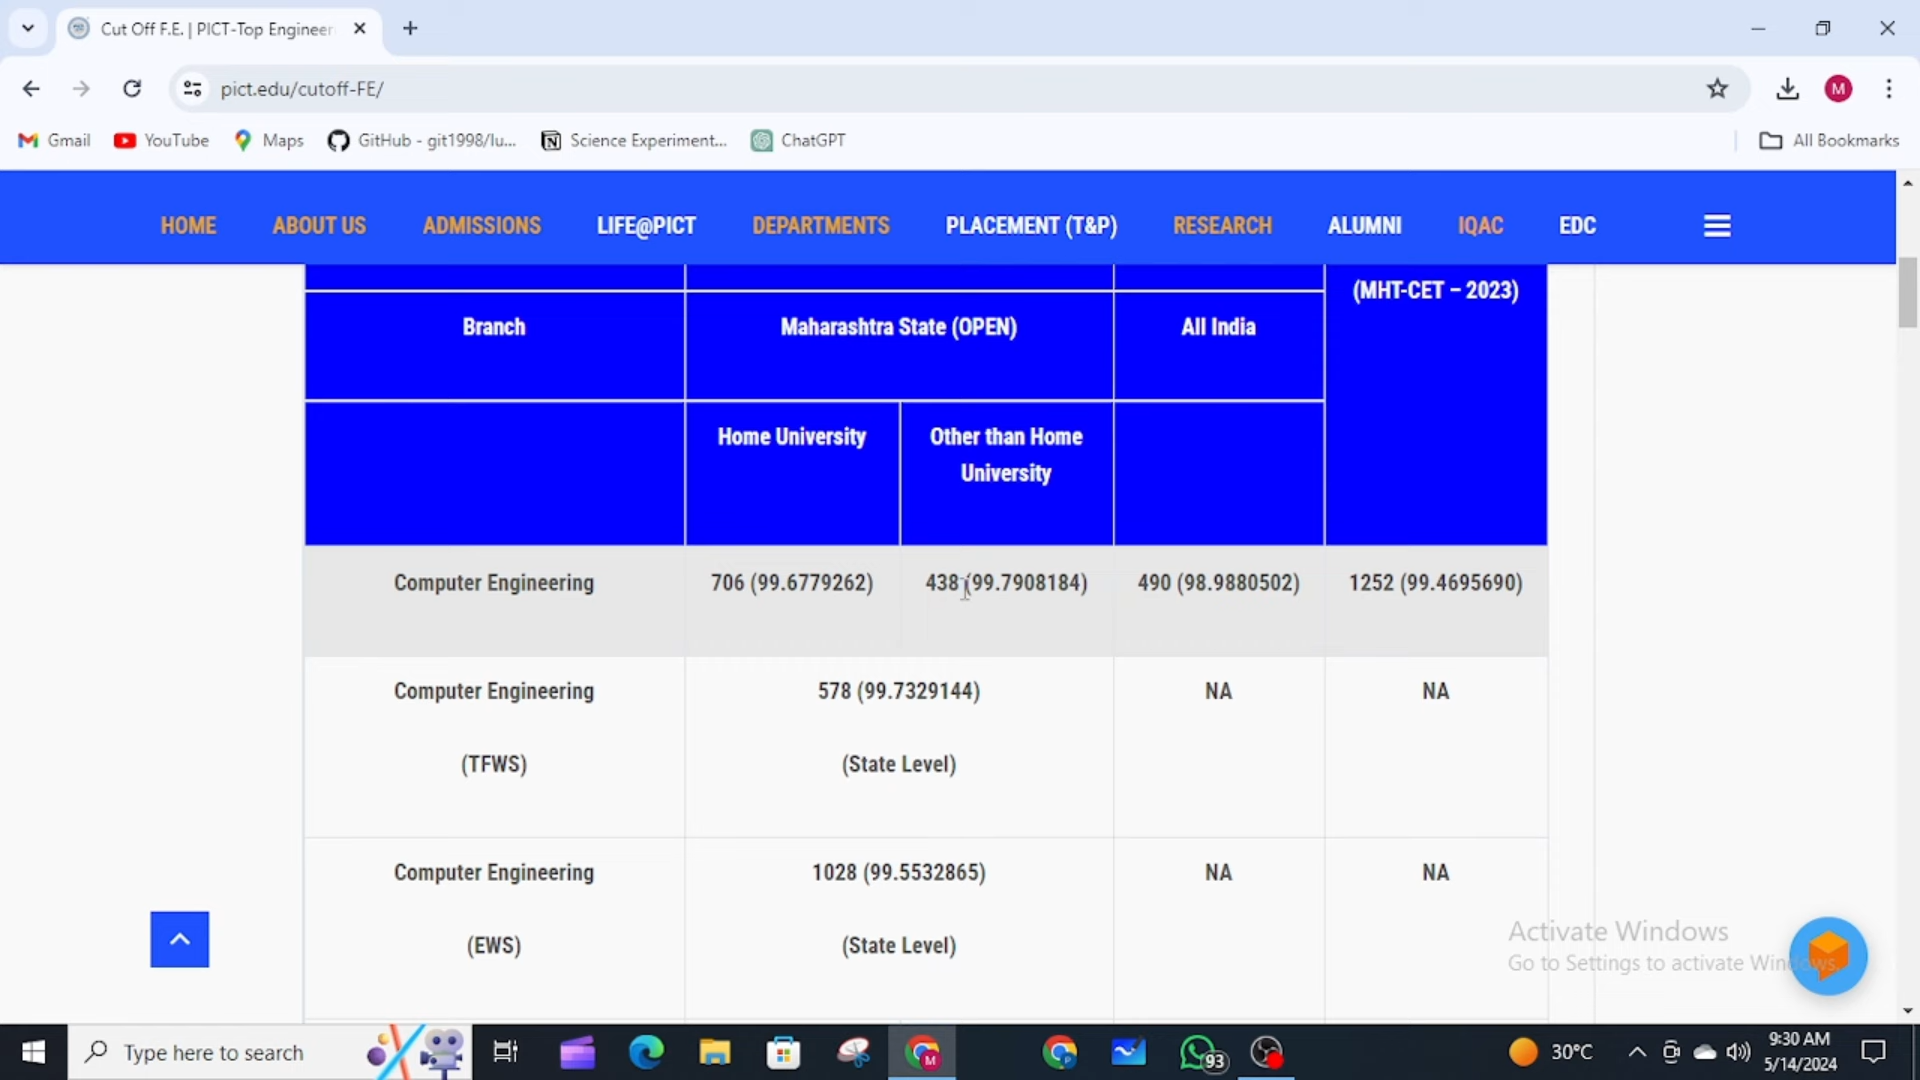 Cut Off F.E. | PICT-Top Engineer
pict.edu/cutoff-FE/
M
Gmail
YouTube
Maps
GitHub - git1998/lu...
Science Experiment...
ChatGPT
All Bookmarks
HOME
ABOUT US
ADMISSIONS
LIFE@PICT
DEPARTMENTS
PLACEMENT (T&P)
RESEARCH
ALUMNI
IQAC
EDC
(MHT-CET – 2023)
Branch
Maharashtra State (OPEN)
All India
Home University
Other than Home
University
Computer Engineering
706 (99.6779262)
438 (99.7908184)
490 (98.9880502)
1252 (99.4695690)
Computer Engineering
(TFWS)
578 (99.7329144)
(State Level)
NA
NA
Computer Engineering
(EWS)
1028 (99.5532865)
(State Level)
NA
NA
Activate Windows
Go to Settings to activate Windows.
Type here to search
M
93
30°C
9:30 AM
5/14/2024